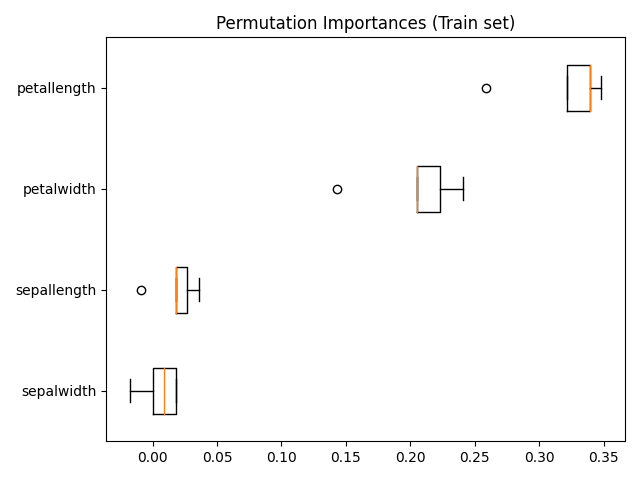 Permutation Importances (Train set)
petallength
petalwidth
sepallength
sepalwidth
0.00 0.05 0.10 0.15 0.20 0.25 0.30 0.35